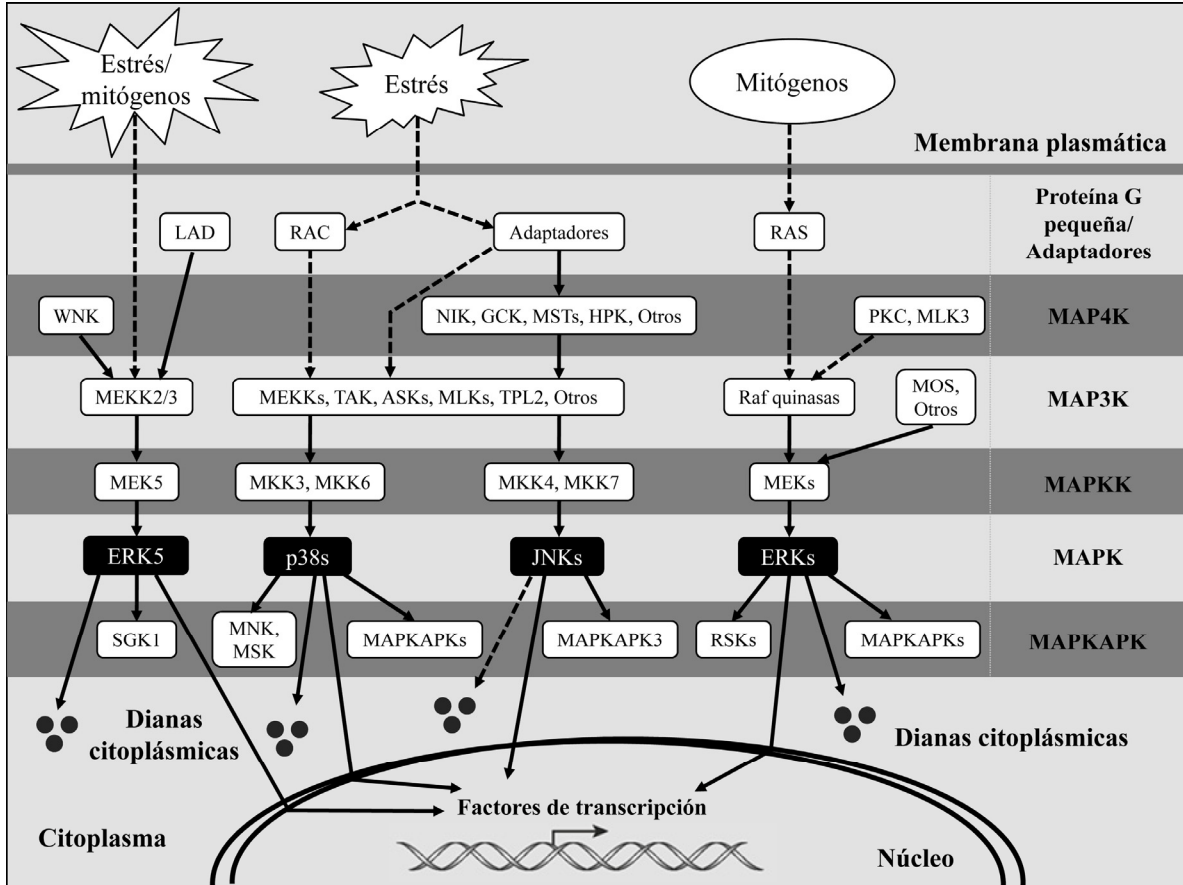 Estrés/
mitógenos
Estrés
Mitógenos
Membrana plasmática
LAD
RAC
Adaptadores
RAS
Proteína G
pequeña/
Adaptadores
WNK
NIK, GCK, MSTs, HPK, Otros
PKC, MLK3
MAP4K
MEKK2/3
MEKKs, TAK, ASKs, MLKs, TPL2, Otros
Raf quinasas
MOS,
Otros
MAP3K
MEK5
MKK3, MKK6
MKK4, MKK7
MEKs
MAPKK
ERK5
p38s
JNKs
ERKs
MAPK
SGK1
MNK,
MSK
MAPKAPKs
MAPKAPK3
RSKs
MAPKAPKs
MAPKAPK
Dianas
citoplásmicas
Dianas citoplásmicas
Factores de transcripción
Citoplasma
Núcleo